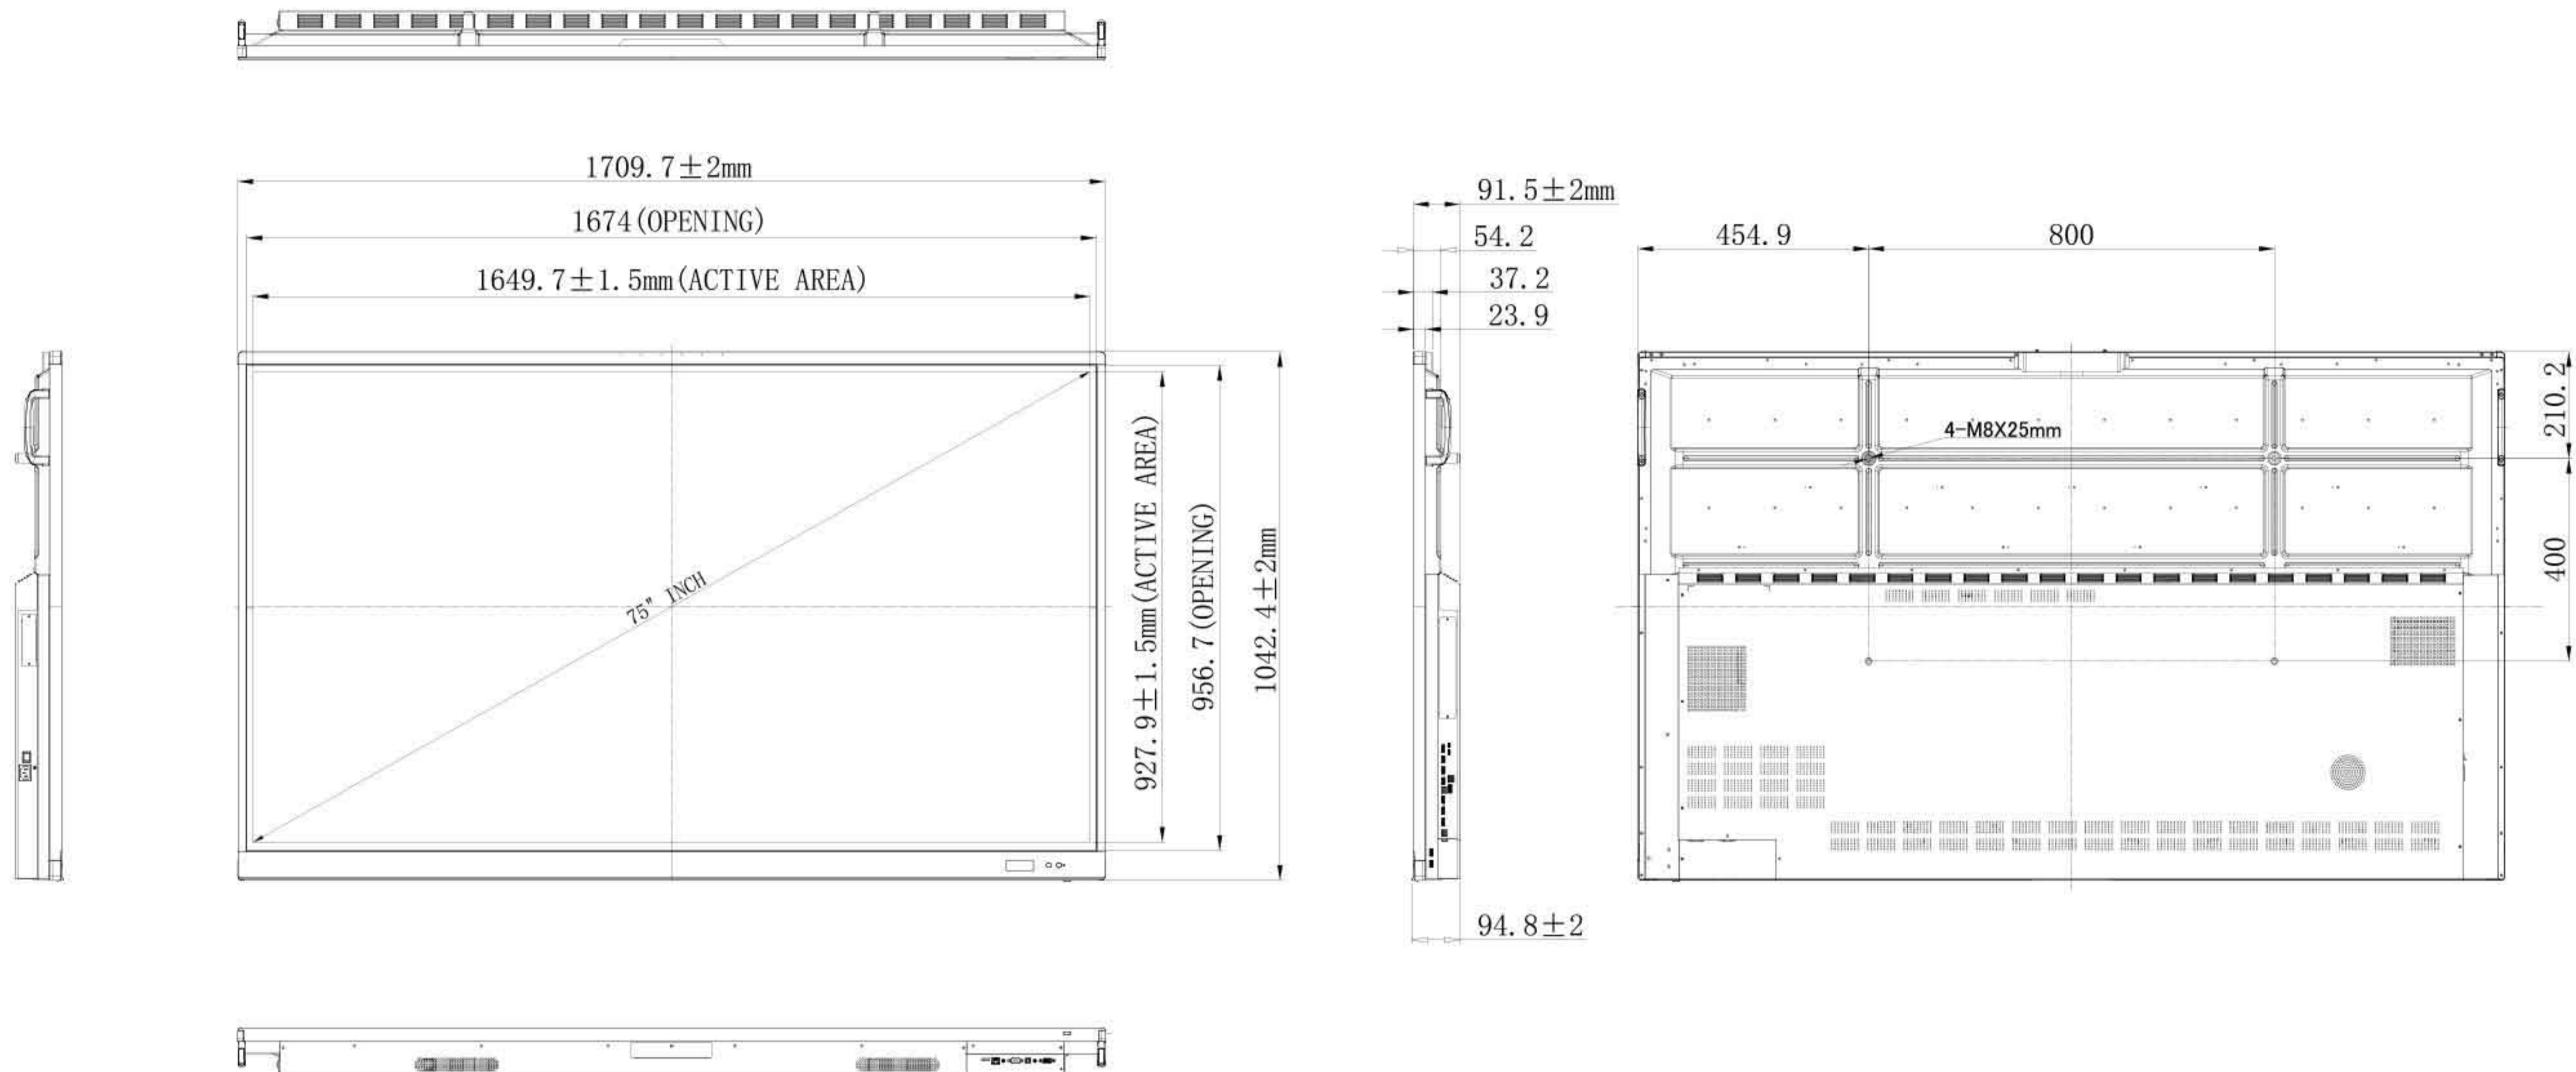 1709.7±2mm
1674(OPENING)
1649.7±1.5mm(ACTIVE AREA)
75" INCH
927.9±1.5mm(ACTIVE AREA)
956.7(OPENING)
1042.4±2mm
91.5±2mm
54.2
37.2
23.9
94.8±2
454.9
800
4-M8X25mm
210.2
400